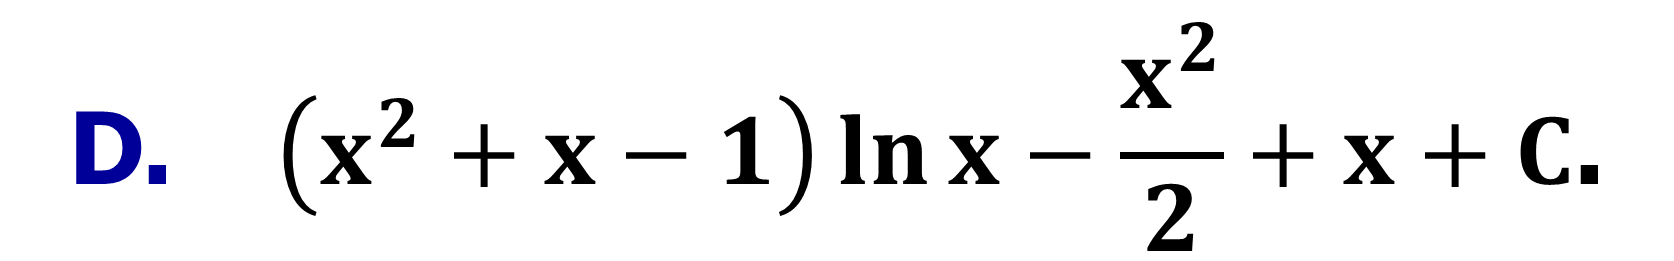 D. (x² + x − 1) ln x − x²/2 + x + C.